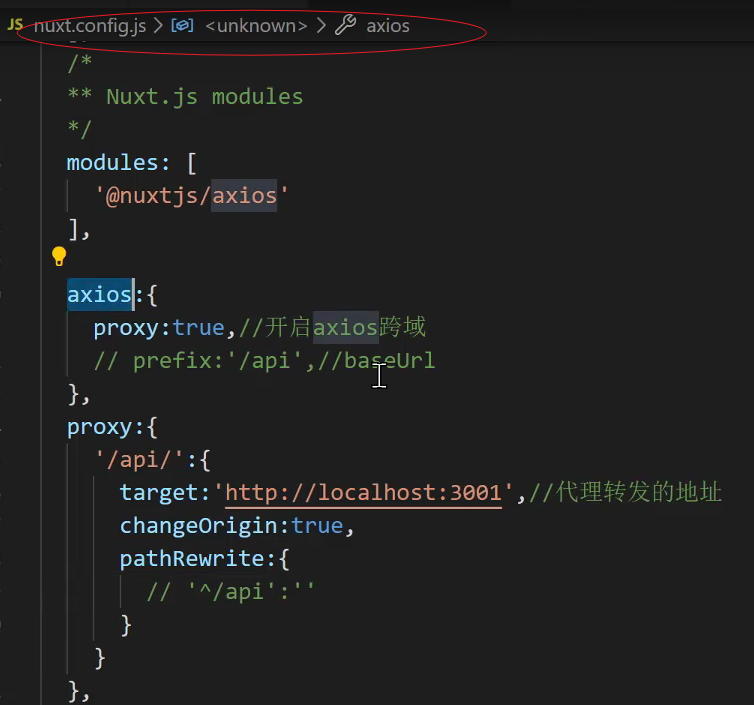 JS nuxt.config.js > <unknown> > axios
/*
** Nuxt.js modules
*/
modules: [
'@nuxtjs/axios'
],
axios:{
proxy:true,//开启axios跨域
// prefix:'/api',//baseUrl
},
proxy:{
'/api/':{
target:'http://localhost:3001',//代理转发的地址
changeOrigin:true,
pathRewrite:{
// '^/api':''
}
}
},